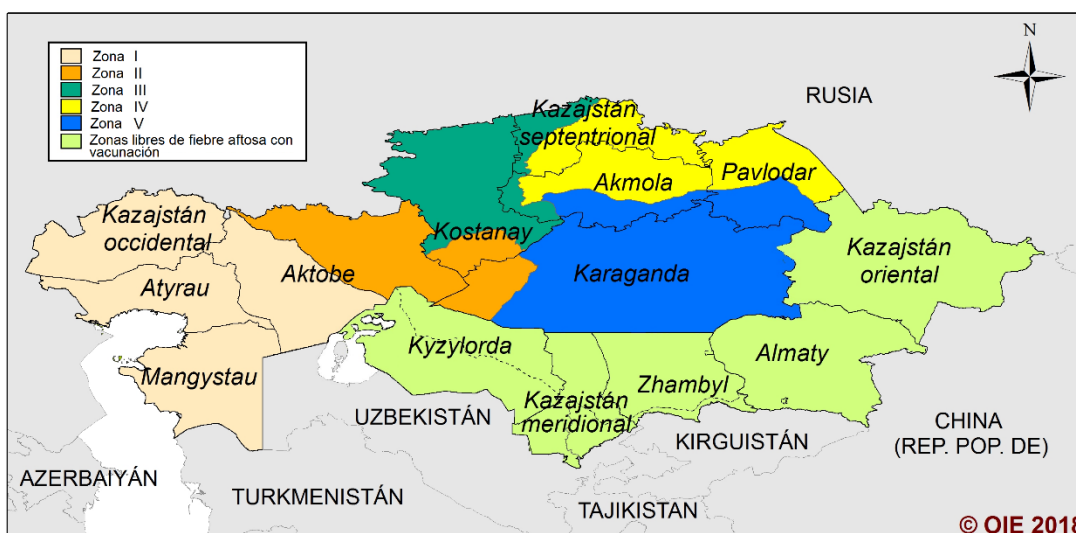 Zona I
Zona II
Zona III
Zona IV
Zona V
Zonas libres de fiebre aftosa con
vacunación
N
RUSIA
Kazajstán
septentrional
Pavlodar
Akmola
Kazajstán
occidental
Kostanay
Kazajstán
oriental
Aktobe
Karaganda
Atyrau
Kyzylorda
Almaty
Mangystau
Zhambyl
Kazajstán
meridional
UZBEKISTÁN
KIRGUISTÁN
CHINA
(REP. POP. DE)
AZERBAIYÁN
TURKMENISTÁN
TAJIKISTAN
© OIE 2018